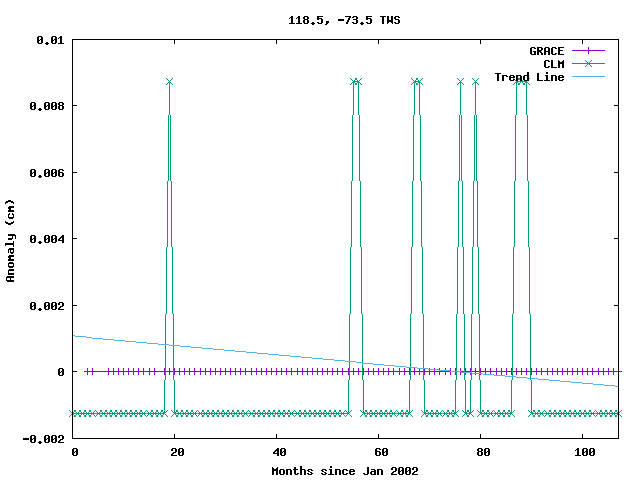 118.5, -73.5 TWS
0.01
GRACE
CLM
Trend Line
0.008
0.006
0.004
0.002
0
-0.002
Anomaly (cm)
0 20 40 60 80 100
Months since Jan 2002